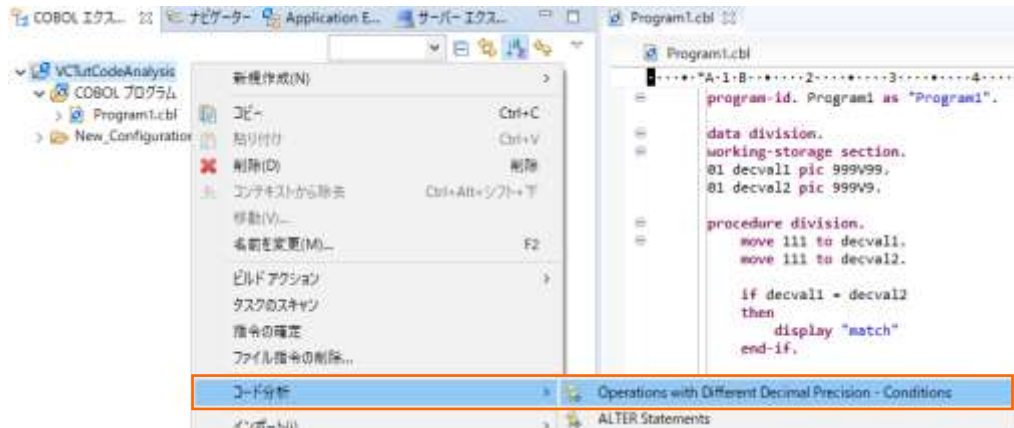 COBOL エクス...
ナビゲーター
Application E...
サーバー エクス...
Program1.cbl
VCTutCodeAnalysis
COBOL プログラム
Program1.cbl
New_Configuration
新規作成(N)
コピー Ctrl+C
貼り付け Ctrl+V
削除(D) 削除
コンテキストから除去 Ctrl+Alt+シフト+下
移動(V)...
名前を変更(M)... F2
ビルド アクション
タスクのスキャン
指令の確定
ファイル指令の削除...
コード分析
インポート(I)
Operations with Different Decimal Precision - Conditions
ALTER Statements
Program1.cbl
program-id. Program1 as "Program1".
data division.
working-storage section.
01 decval1 pic 999V99.
01 decval2 pic 999V9.
procedure division.
move 111 to decval1.
move 111 to decval2.
if decval1 = decval2
then
display "match"
end-if.